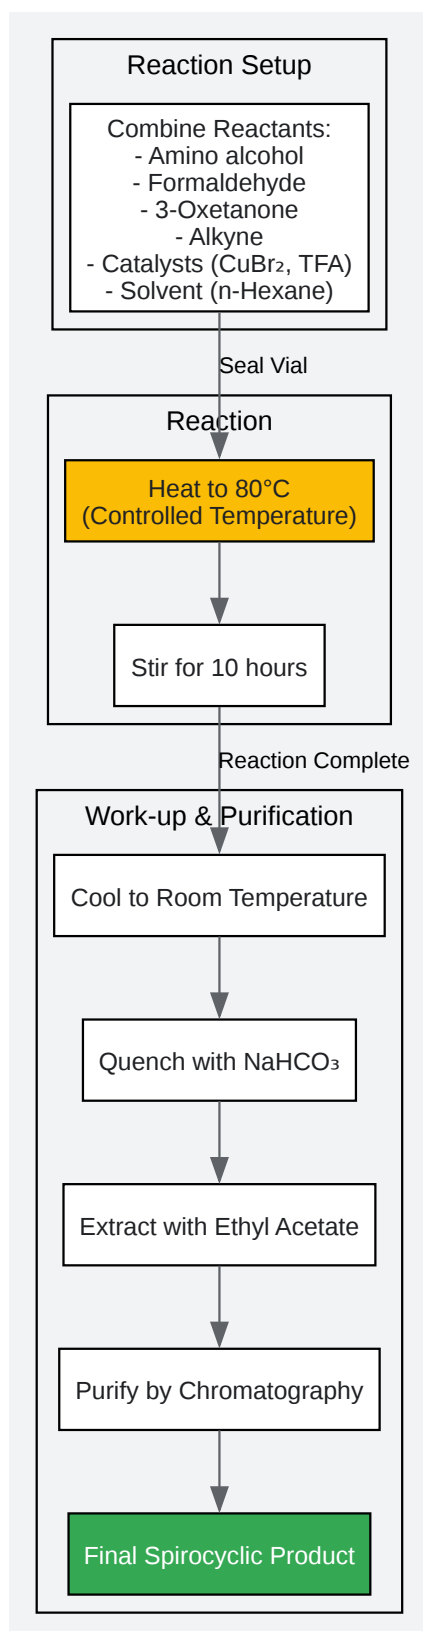 Reaction Setup
Combine Reactants:
- Amino alcohol
- Formaldehyde
- 3-Oxetanone
- Alkyne
- Catalysts (CuBr₂, TFA)
- Solvent (n-Hexane)
Seal Vial
Reaction
Heat to 80°C
(Controlled Temperature)
Stir for 10 hours
Reaction Complete
Work-up & Purification
Cool to Room Temperature
Quench with NaHCO₃
Extract with Ethyl Acetate
Purify by Chromatography
Final Spirocyclic Product